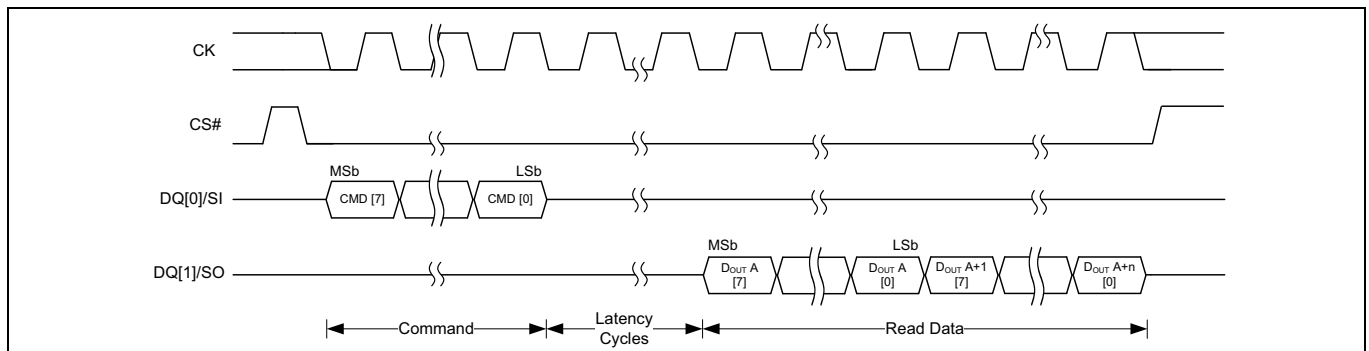 CK
CS#
MSb LSb
DQ[0]/SI CMD [7] CMD [0]
MSb LSb
DQ[1]/SO DOUT A [7] DOUT A [0] DOUT A+1 [7] DOUT A+n [0]
Command Latency Cycles Read Data